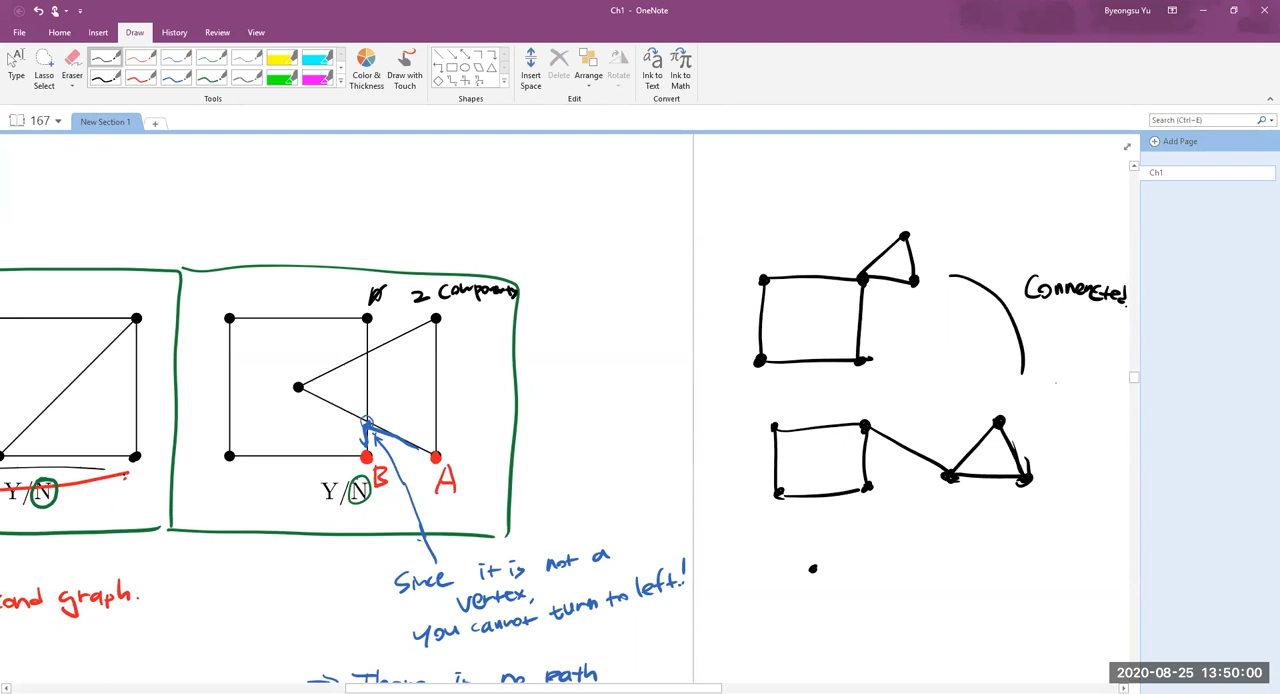 Ch1 - OneNote
Byeongsu Yu
File
Home
Insert
Draw
History
Review
View
Type
Lasso Select
Eraser
Color & Thickness
Draw with Touch
Insert Space
Delete
Arrange
Rotate
Ink to Text
Ink to Math
Tools
Shapes
Edit
Convert
167
New Section 1
Search (Ctrl+E)
Add Page
Ch1
2 Components
Connected
Y/N
Y/N
B
A
Since it is not a
vertex,
you cannot turn to left!
ond graph.
There is no path
2020-08-25 13:50:00